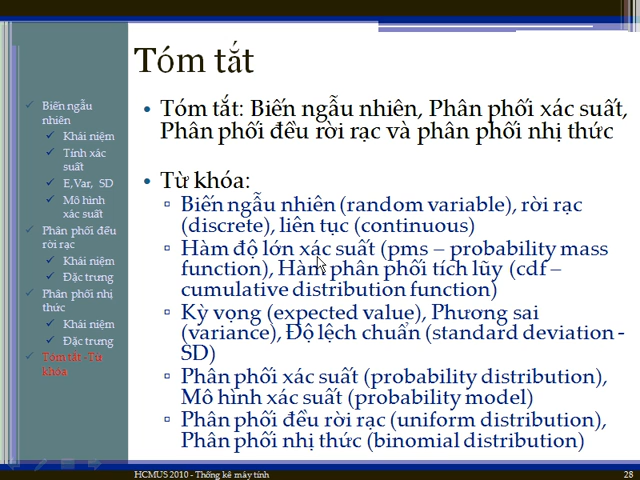 Tóm tắt
Biến ngẫu
nhiên
Khái niệm
Tính xác
suất
E,Var, SD
Mô hình
xác suất
Phân phối đều
rời rạc
Khái niệm
Đặc trưng
Phân phối nhị
thức
Khái niệm
Đặc trưng
Tóm tắt -Từ
khóa
• Tóm tắt: Biến ngẫu nhiên, Phân phối xác suất,
Phân phối đều rời rạc và phân phối nhị thức
• Từ khóa:
Biến ngẫu nhiên (random variable), rời rạc
(discrete), liên tục (continuous)
Hàm độ lớn xác suất (pms – probability mass
function), Hàm phân phối tích lũy (cdf –
cumulative distribution function)
Kỳ vọng (expected value), Phương sai
(variance), Độ lệch chuẩn (standard deviation -
SD)
Phân phối xác suất (probability distribution),
Mô hình xác suất (probability model)
Phân phối đều rời rạc (uniform distribution),
Phân phối nhị thức (binomial distribution)
HCMUS 2010 - Thống kê máy tính
28